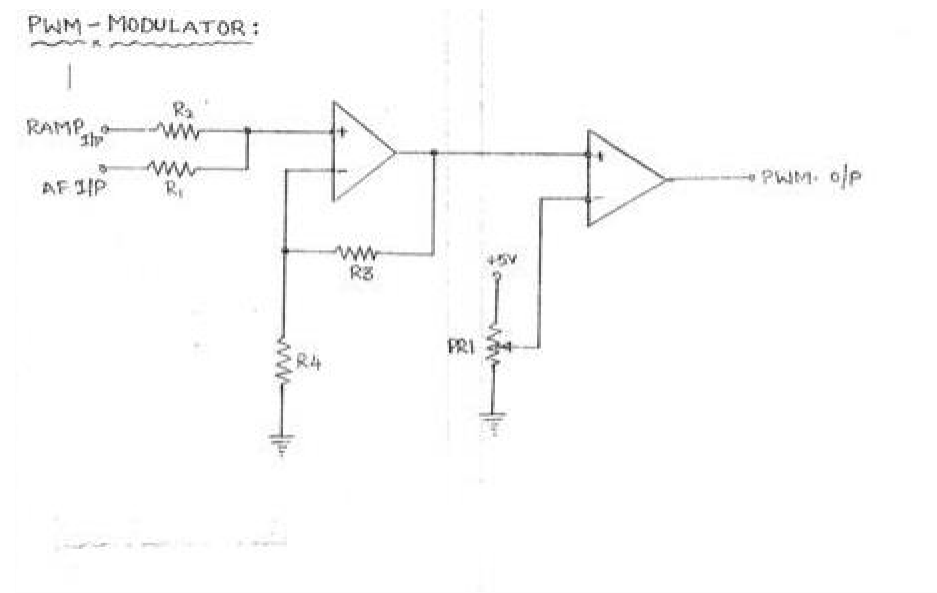 PWM - MODULATOR :
R2
RAMP I/P
+
+
AF I/P
R1
-
PWM. O/P
-
R3
+5V
PR1
R4